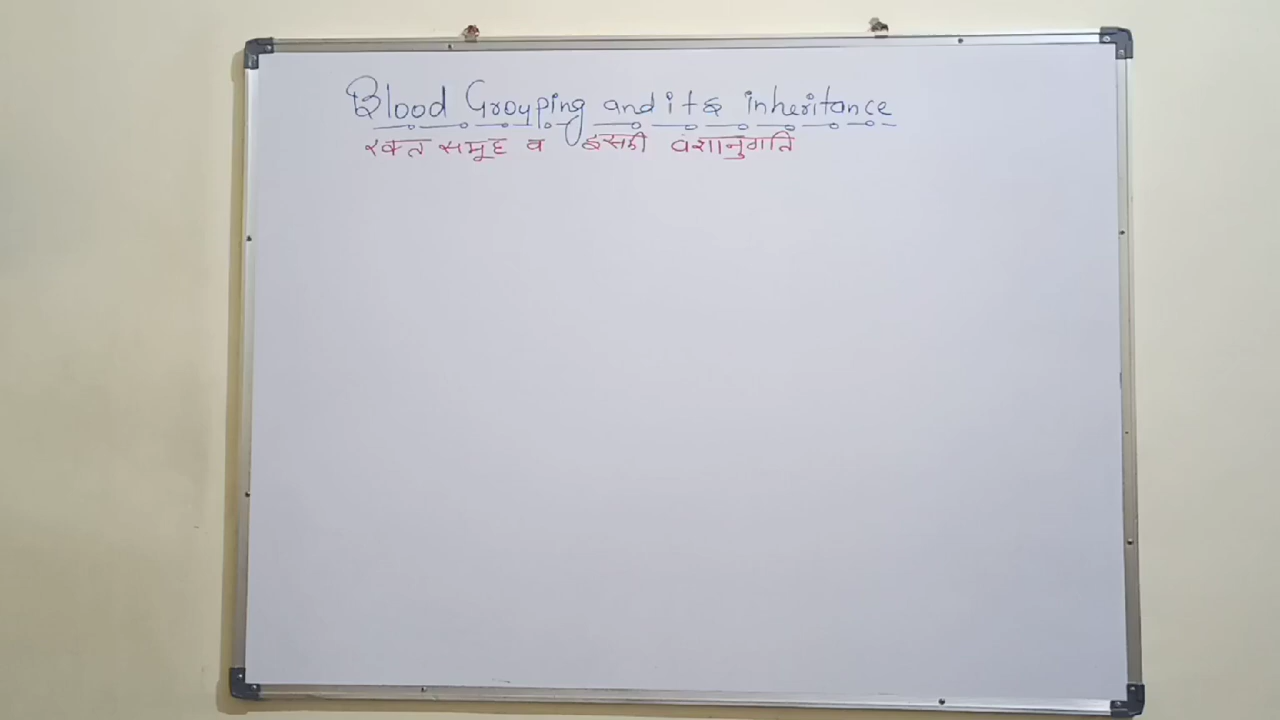 Blood Grouping and its inheritance
रक्त समूह व इसकी वंशानुगति